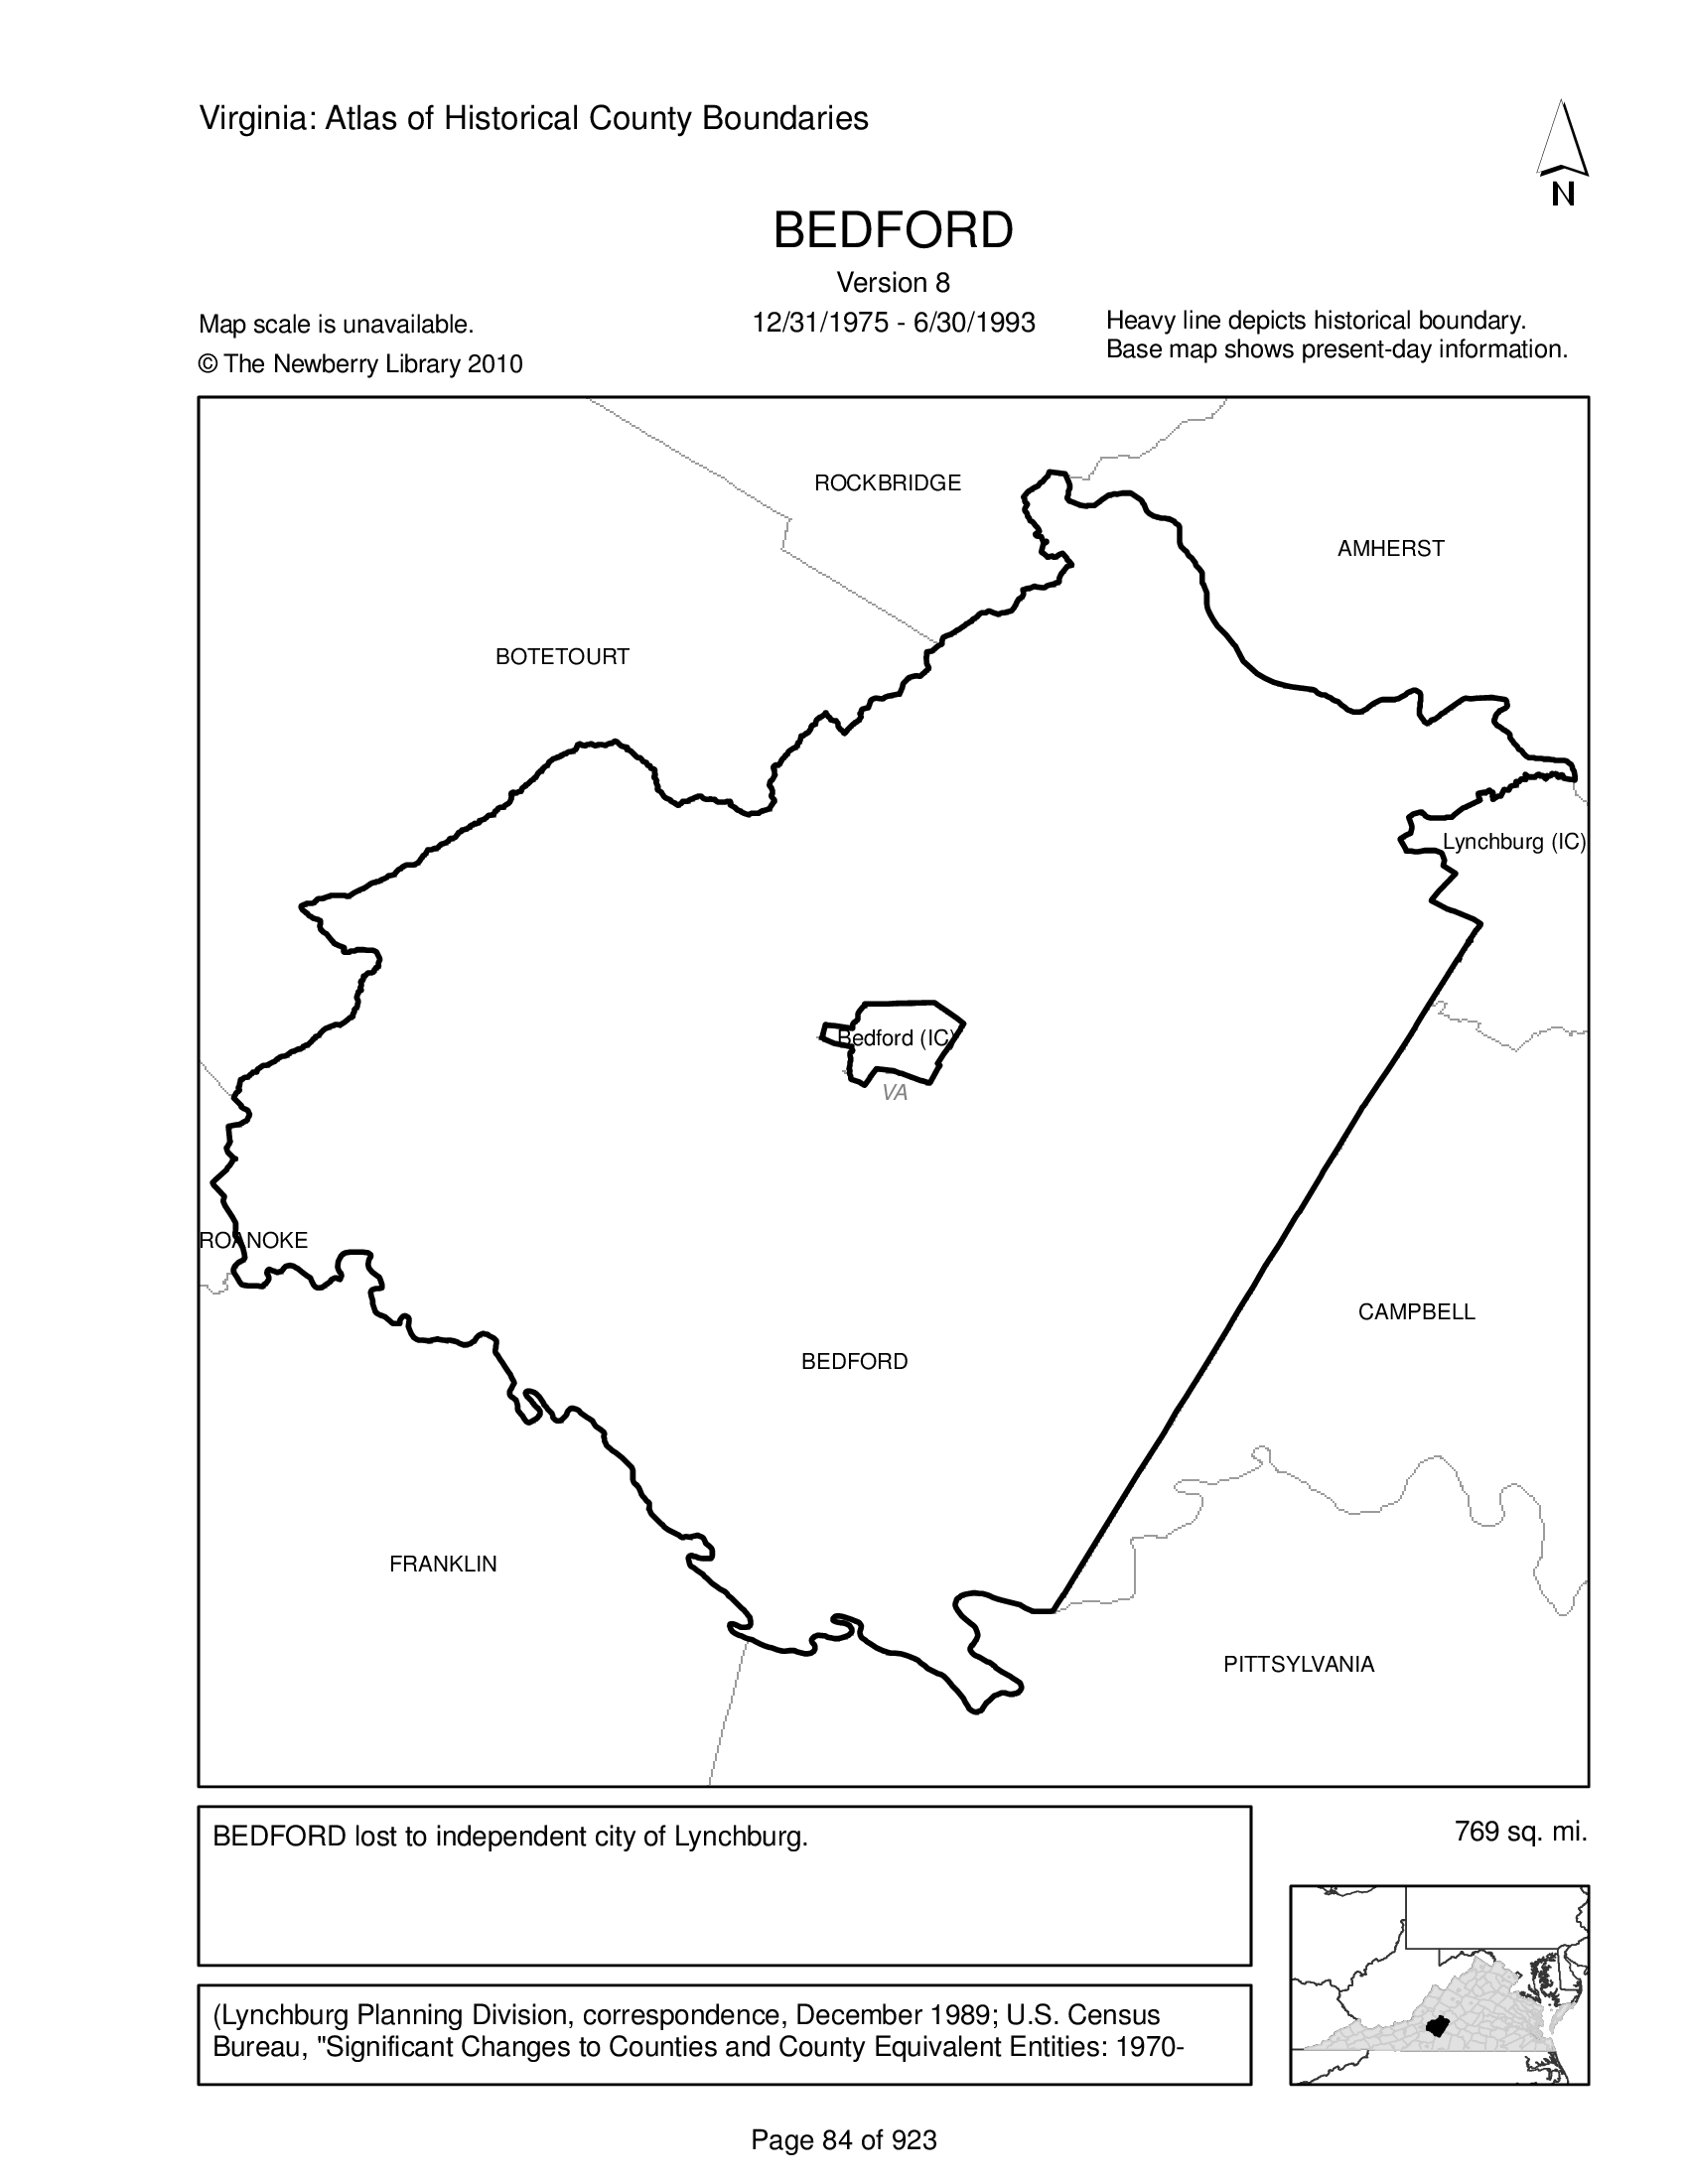 Virginia: Atlas of Historical County Boundaries
N
BEDFORD
Version 8
12/31/1975 - 6/30/1993
Map scale is unavailable.
© The Newberry Library 2010
Heavy line depicts historical boundary.
Base map shows present-day information.
ROCKBRIDGE
AMHERST
BOTETOURT
Lynchburg (IC)
Bedford (IC)
VA
ROANOKE
CAMPBELL
BEDFORD
FRANKLIN
PITTSYLVANIA
BEDFORD lost to independent city of Lynchburg.
769 sq. mi.
(Lynchburg Planning Division, correspondence, December 1989; U.S. Census
Bureau, "Significant Changes to Counties and County Equivalent Entities: 1970-
Page 84 of 923